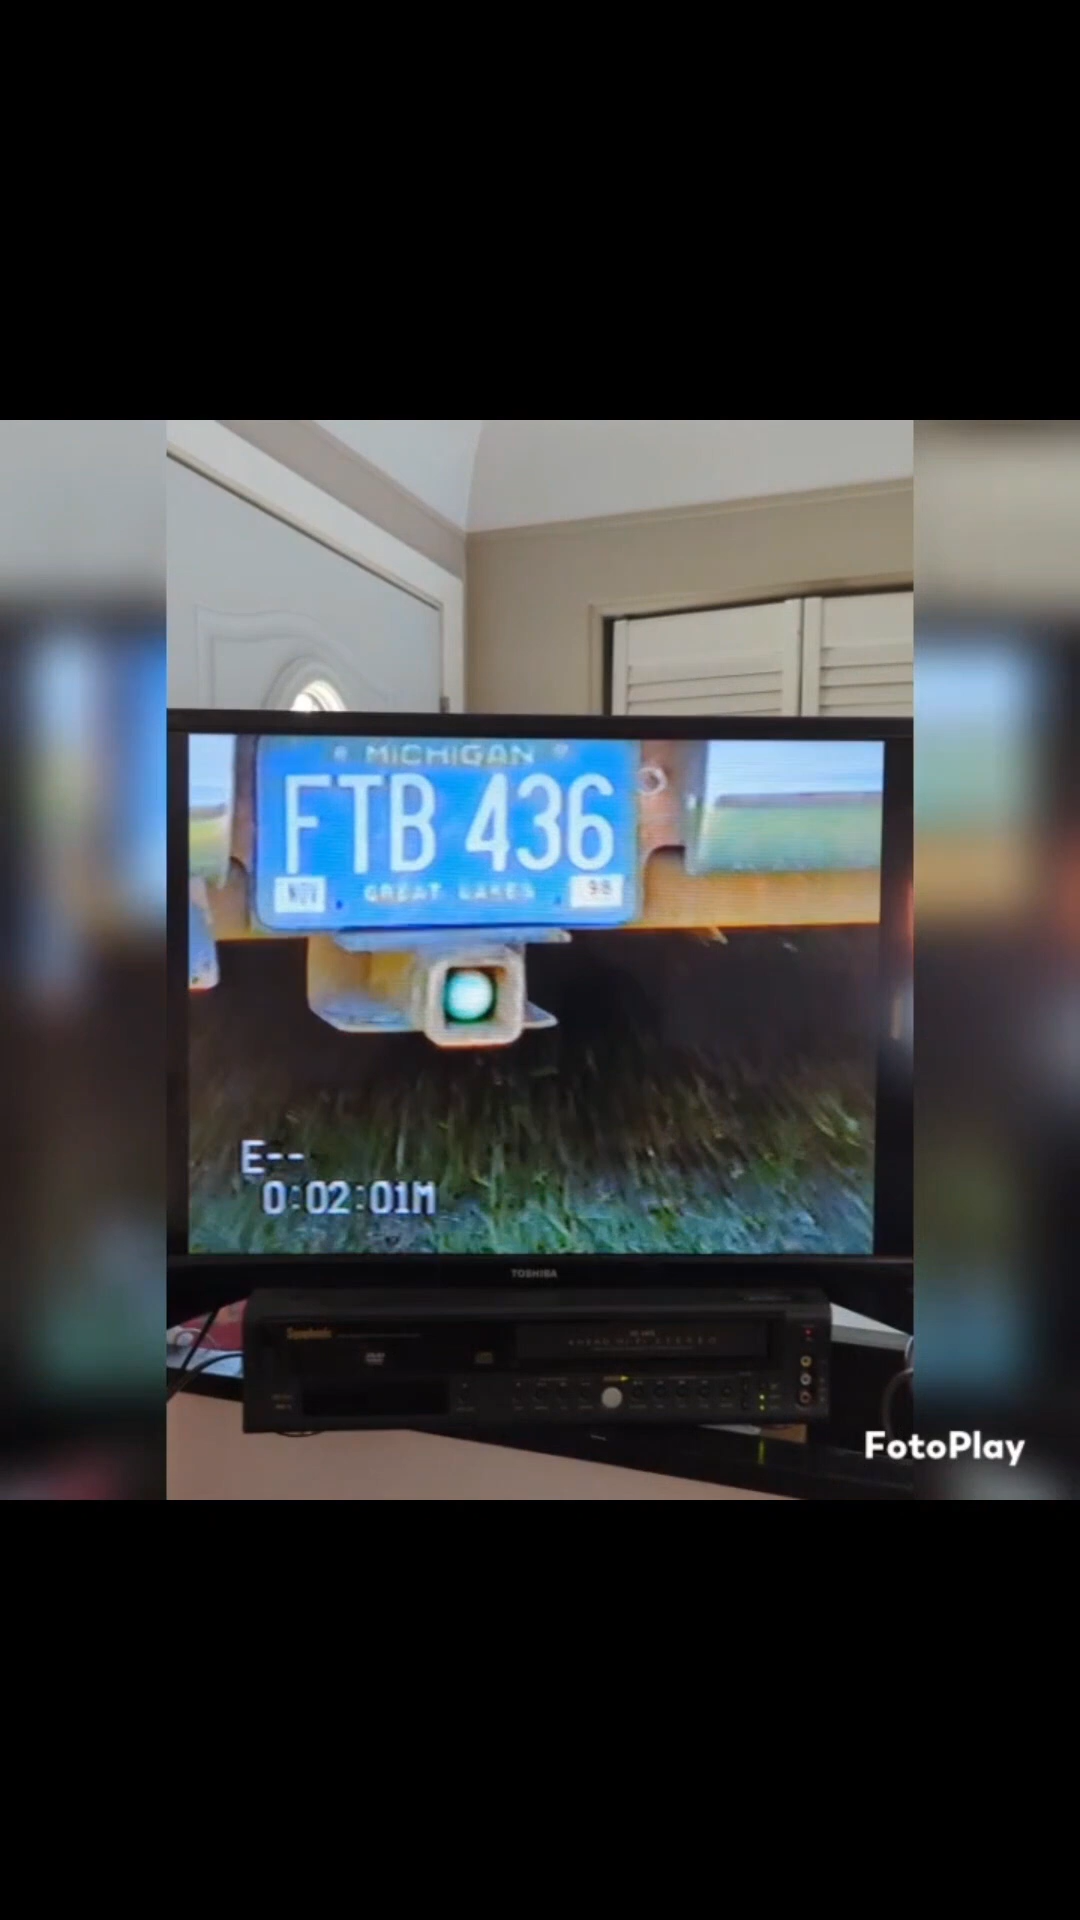 MICHIGAN
FTB 436
NOV GREAT LAKES 98
E--
0:02:01M
TOSHIBA
FotoPlay